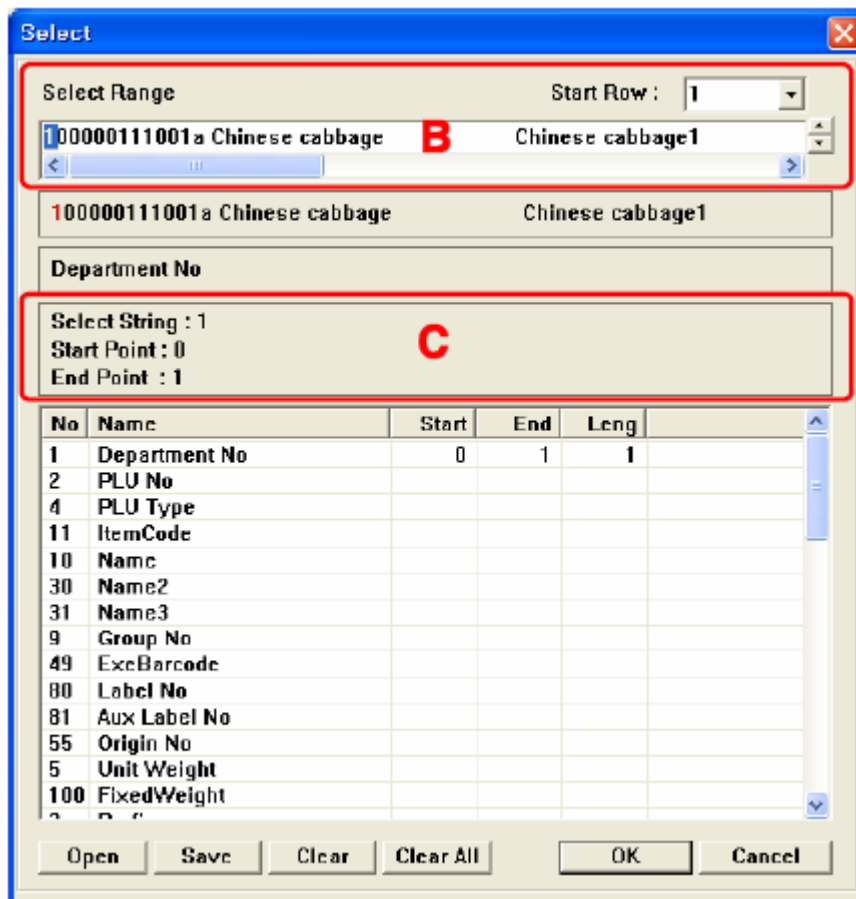 Select
Select Range Start Row : 1
100000111001a Chinese cabbage B Chinese cabbage1
100000111001a Chinese cabbage Chinese cabbage1
Department No
Select String : 1
Start Point : 0
C
End Point : 1
No Name Start End Leng
1 Department No 0 1 1
2 PLU No
4 PLU Type
11 ItemCode
10 Name
30 Name2
31 Name3
9 Group No
49 ExcBarcode
80 Label No
81 Aux Label No
55 Origin No
5 Unit Weight
100 FixedWeight
Open Save Clear Clear All OK Cancel